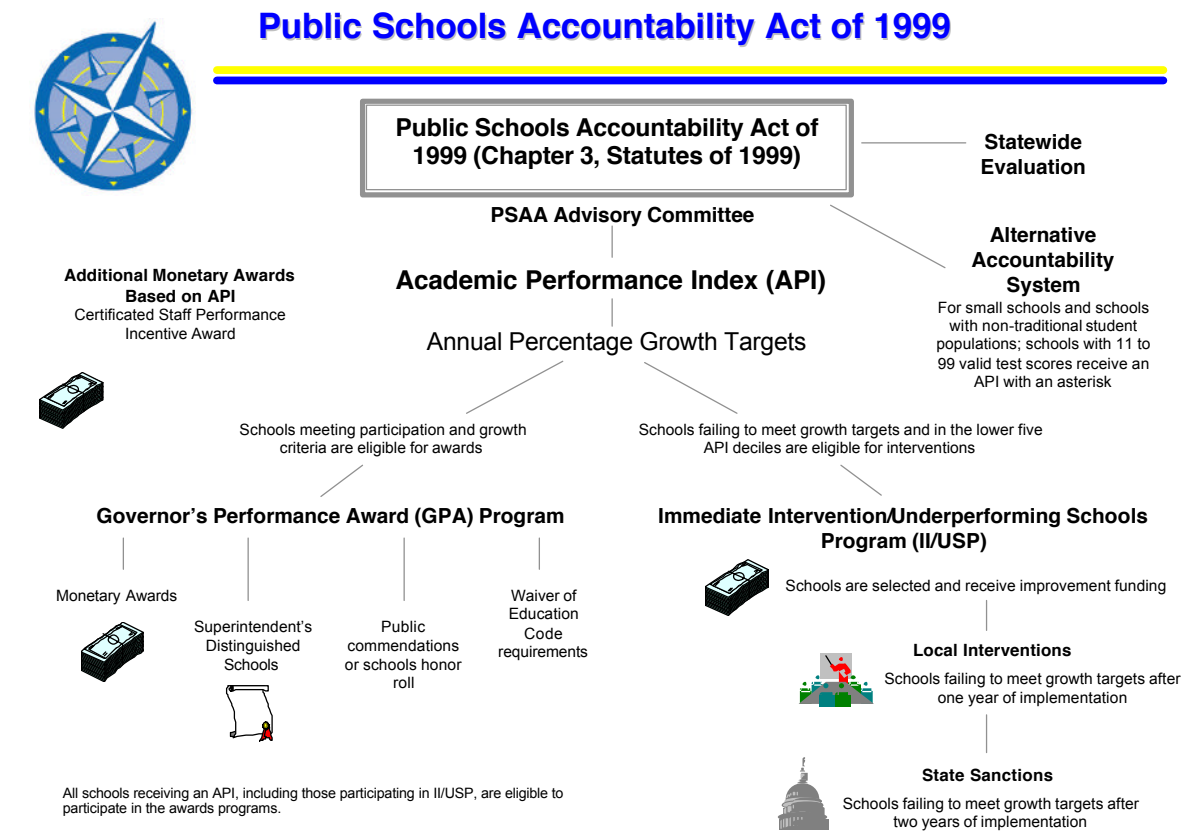 Public Schools Accountability Act of 1999
Public Schools Accountability Act of
1999 (Chapter 3, Statutes of 1999)
Statewide
Evaluation
PSAA Advisory Committee
Alternative
Accountability
System
For small schools and schools
with non-traditional student
populations; schools with 11 to
99 valid test scores receive an
API with an asterisk
Additional Monetary Awards
Based on API
Certificated Staff Performance
Incentive Award
Academic Performance Index (API)
Annual Percentage Growth Targets
Schools meeting participation and growth
criteria are eligible for awards
Schools failing to meet growth targets and in the lower five
API deciles are eligible for interventions
Governor's Performance Award (GPA) Program
Monetary Awards
Superintendent's
Distinguished
Schools
Public
commendations
or schools honor
roll
Waiver of
Education
Code
requirements
Immediate Intervention/Underperforming Schools
Program (II/USP)
Schools are selected and receive improvement funding
Local Interventions
Schools failing to meet growth targets after
one year of implementation
State Sanctions
Schools failing to meet growth targets after
two years of implementation
All schools receiving an API, including those participating in II/USP, are eligible to
participate in the awards programs.